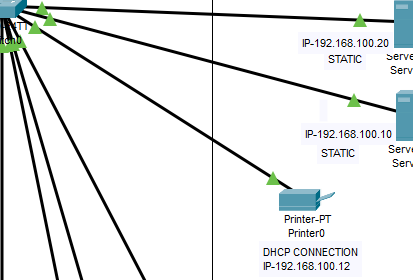 IP-192.168.100.20
STATIC
IP-192.168.100.10
STATIC
Printer-PT
Printer0
DHCP CONNECTION
IP-192.168.100.12